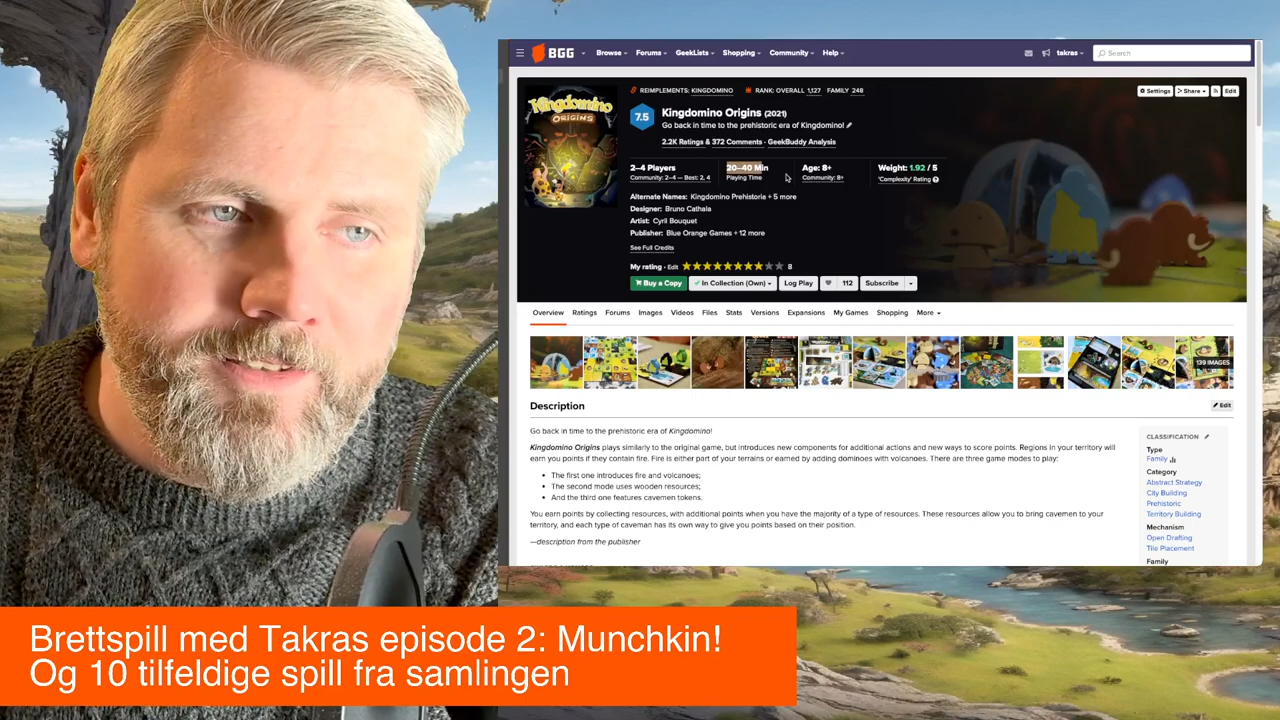 BGG
Browse
Forums
GeekLists
Shopping
Community
Help
takras
Search
Kingdomino
ORIGINS
REIMPLEMENTS: KINGDOMINO
RANK: OVERALL 1,127 FAMILY 248
Settings
Share
Edit
7.5
Kingdomino Origins (2021)
Go back in time to the prehistoric era of Kingdomino!
2.2K Ratings & 372 Comments · GeekBuddy Analysis
2–4 Players
Community: 2–4 — Best: 2, 4
20–40 Min
Playing Time
Age: 8+
Community: 8+
Weight: 1.92 / 5
'Complexity' Rating
Alternate Names: Kingdomino Prehistoria + 5 more
Designer: Bruno Cathala
Artist: Cyril Bouquet
Publisher: Blue Orange Games + 12 more
See Full Credits
My rating · Edit
8
Buy a Copy
In Collection (Own)
Log Play
112
Subscribe
Overview
Ratings
Forums
Images
Videos
Files
Stats
Versions
Expansions
My Games
Shopping
More
139 IMAGES
Description
Edit
Go back in time to the prehistoric era of Kingdomino!
Kingdomino Origins plays similarly to the original game, but introduces new components for additional actions and new ways to score points. Regions in your territory will
earn you points if they contain fire. Fire is either part of your terrains or earned by adding dominoes with volcanoes. There are three game modes to play:
• The first one introduces fire and volcanoes;
• The second mode uses wooden resources;
• And the third one features cavemen tokens.
You earn points by collecting resources, with additional points when you have the majority of a type of resources. These resources allow you to bring cavemen to your
territory, and each type of caveman has its own way to give you points based on their position.
—description from the publisher
CLASSIFICATION
Type
Family
Category
Abstract Strategy
City Building
Prehistoric
Territory Building
Mechanism
Open Drafting
Tile Placement
Family
Brettspill med Takras episode 2: Munchkin!
Og 10 tilfeldige spill fra samlingen